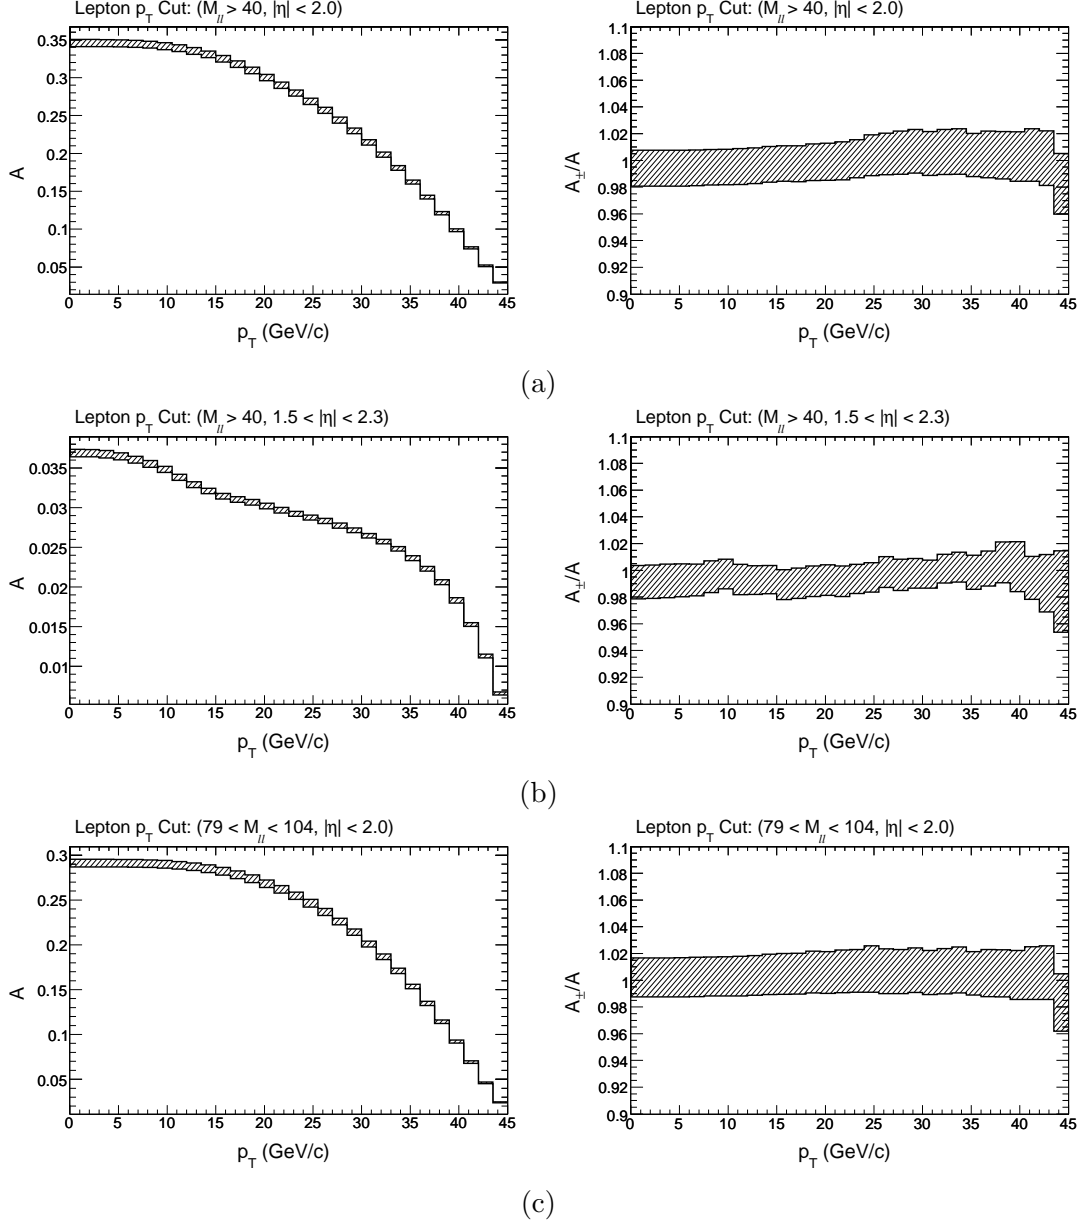 Lepton p_T Cut: (M_ll > 40, |η| < 2.0)
0.35
0.3
0.25
0.2
0.15
0.1
0.05
A
0 5 10 15 20 25 30 35 40 45
p_T (GeV/c)
Lepton p_T Cut: (M_ll > 40, |η| < 2.0)
1.1
1.08
1.06
1.04
1.02
1
0.98
0.96
0.94
0.92
0.9
A_±/A
0 5 10 15 20 25 30 35 40 45
p_T (GeV/c)
(a)
Lepton p_T Cut: (M_ll > 40, 1.5 < |η| < 2.3)
0.035
0.03
0.025
0.02
0.015
0.01
A
0 5 10 15 20 25 30 35 40 45
p_T (GeV/c)
Lepton p_T Cut: (M_ll > 40, 1.5 < |η| < 2.3)
1.1
1.08
1.06
1.04
1.02
1
0.98
0.96
0.94
0.92
0.9
A_±/A
0 5 10 15 20 25 30 35 40 45
p_T (GeV/c)
(b)
Lepton p_T Cut: (79 < M_ll < 104, |η| < 2.0)
0.3
0.25
0.2
0.15
0.1
0.05
A
0 5 10 15 20 25 30 35 40 45
p_T (GeV/c)
Lepton p_T Cut: (79 < M_ll < 104, |η| < 2.0)
1.1
1.08
1.06
1.04
1.02
1
0.98
0.96
0.94
0.92
0.9
A_±/A
0 5 10 15 20 25 30 35 40 45
p_T (GeV/c)
(c)